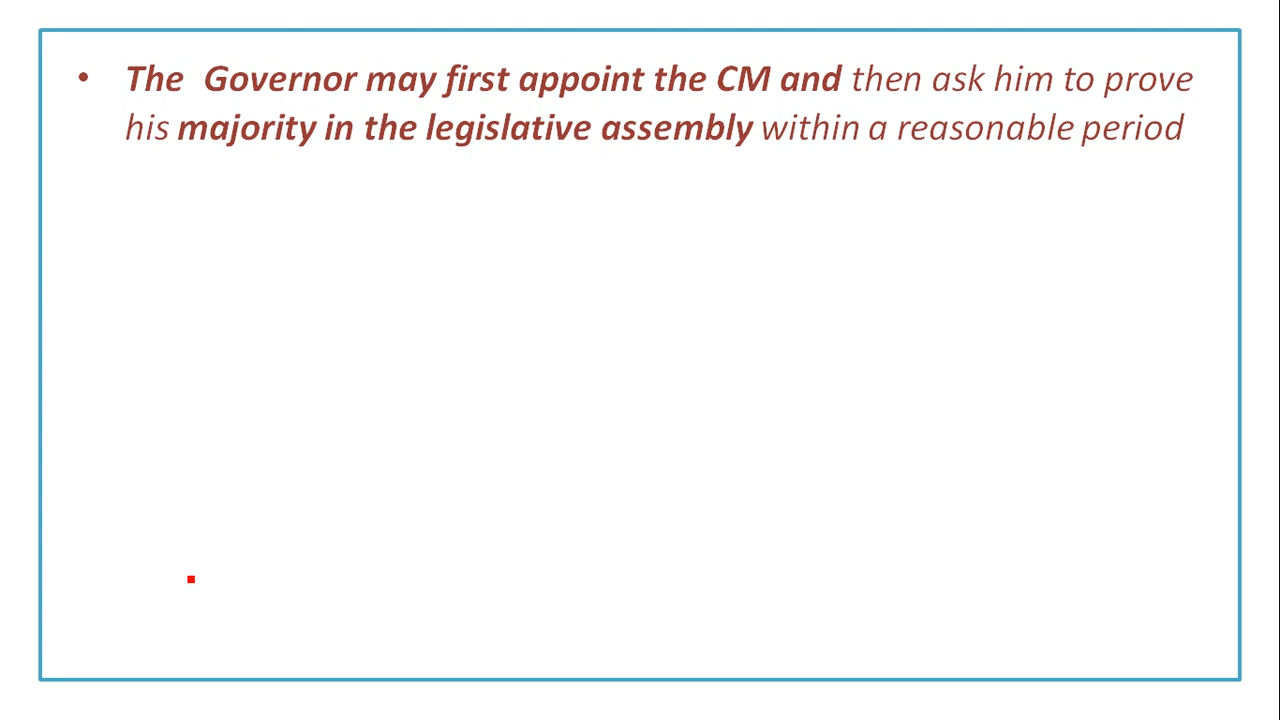 • The Governor may first appoint the CM and then ask him to prove
his majority in the legislative assembly within a reasonable period